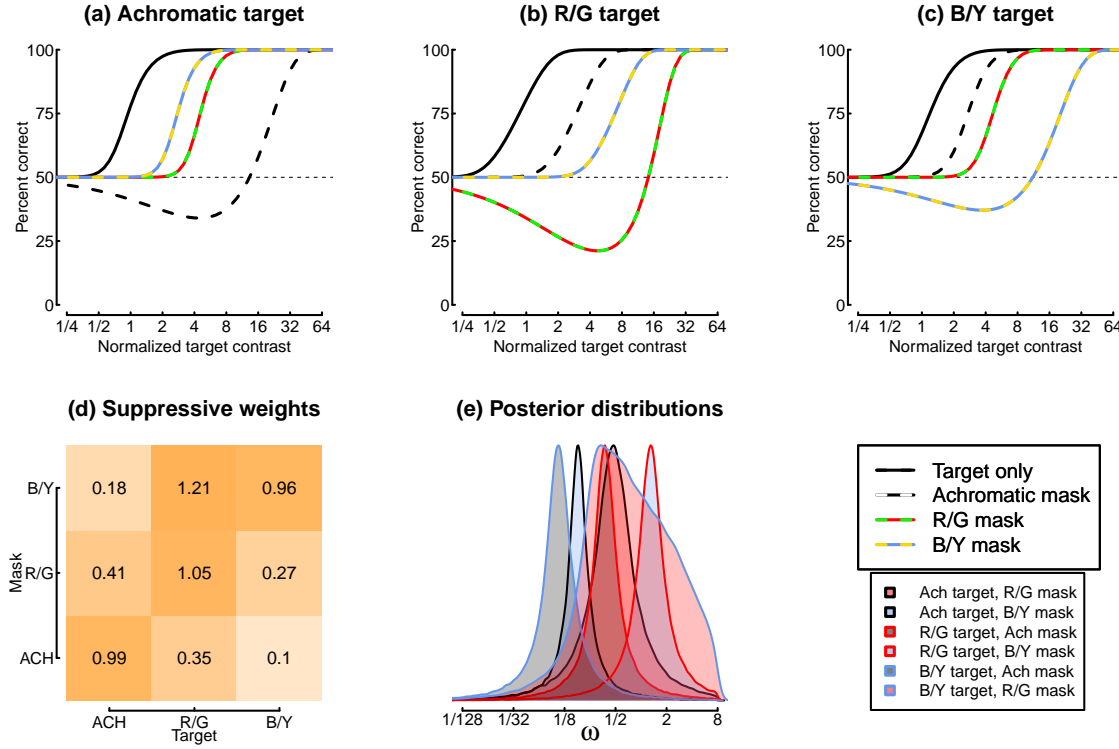 (a) Achromatic target
Percent correct
100
75
50
25
0
1/4 1/2 1 2 4 8 16 32 64
Normalized target contrast
(b) R/G target
Percent correct
100
75
50
25
0
1/4 1/2 1 2 4 8 16 32 64
Normalized target contrast
(c) B/Y target
Percent correct
100
75
50
25
0
1/4 1/2 1 2 4 8 16 32 64
Normalized target contrast
(d) Suppressive weights
Mask
B/Y 0.18 1.21 0.96
R/G 0.41 1.05 0.27
ACH 0.99 0.35 0.1
ACH R/G B/Y
Target
(e) Posterior distributions
1/128 1/32 1/8 1/2 2 8
ω
Target only
Achromatic mask
R/G mask
B/Y mask
Ach target, R/G mask
Ach target, B/Y mask
R/G target, Ach mask
R/G target, B/Y mask
B/Y target, Ach mask
B/Y target, R/G mask